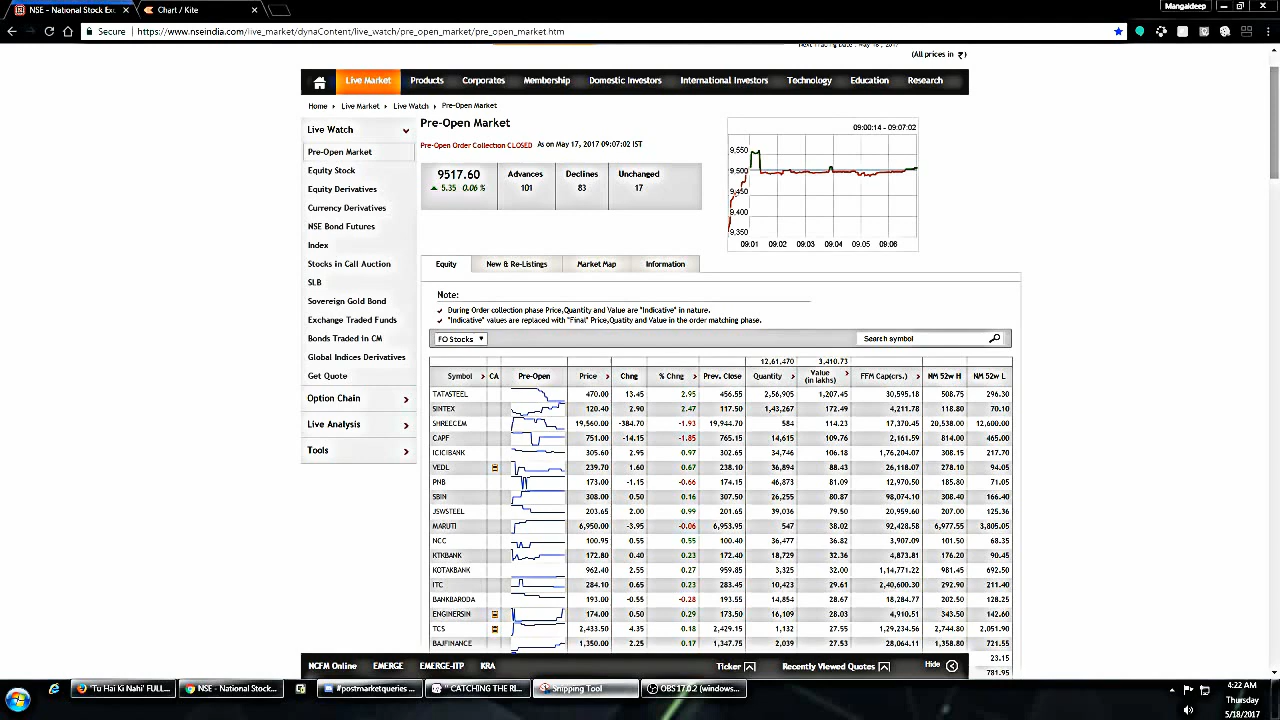 NSE - National Stock Exc
Chart / Kite
Mangaldeep
Secure
https://www.nseindia.com/live_market/dynaContent/live_watch/pre_open_market/pre_open_market.htm
(All prices in ₹)
Live Market Products Corporates Membership Domestic Investors International Investors Technology Education Research
Home Live Market Live Watch Pre-Open Market
Live Watch
Pre-Open Market
Equity Stock
Equity Derivatives
Currency Derivatives
NSE Bond Futures
Index
Stocks in Call Auction
SLB
Sovereign Gold Bond
Exchange Traded Funds
Bonds Traded in CM
Global Indices Derivatives
Get Quote
Option Chain
Live Analysis
Tools
Pre-Open Market
Pre-Open Order Collection CLOSED As on May 17, 2017 09:07:02 IST
9517.60 Advances Declines Unchanged
5.35 0.06 % 101 83 17
09:00:14 - 09:07:02
9,550
9,500
9,450
9,400
9,350
09:01 09:02 09:03 09:04 09:05 09:06
Equity New & Re-Listings Market Map Information
Note:
During Order collection phase Price,Quantity and Value are "Indicative" in nature.
"Indicative" values are replaced with "Final" Price,Quatity and Value in the order matching phase.
FO Stocks Search symbol
12,61,470 3,410.73
Symbol CA Pre-Open Price Chng % Chng Prev. Close Quantity Value (in lakhs) FFM Cap(crs.) NM 52w H NM 52w L
TATASTEEL 470.00 13.45 2.95 456.55 2,56,905 1,207.45 30,595.18 508.75 296.30
SINTEX 120.40 2.90 2.47 117.50 1,43,267 172.49 4,211.78 118.80 70.10
SHREECEM 19,560.00 -384.70 -1.93 19,944.70 584 114.23 17,370.45 20,538.00 12,600.00
CAPF 751.00 -14.15 -1.85 765.15 14,615 109.76 2,161.59 814.00 465.00
ICICIBANK 305.60 2.95 0.97 302.65 34,746 106.18 1,76,204.07 308.15 217.70
VEDL 239.70 1.60 0.67 238.10 36,894 88.43 26,118.07 278.10 94.05
PNB 173.00 -1.15 -0.66 174.15 46,873 81.09 12,970.50 185.80 71.05
SBIN 308.00 0.50 0.16 307.50 26,255 80.87 98,074.10 308.40 166.40
JSWSTEEL 203.65 2.00 0.99 201.65 39,036 79.50 20,959.60 207.00 125.36
MARUTI 6,950.00 -3.95 -0.06 6,953.95 547 38.02 92,428.58 6,977.55 3,805.05
NCC 100.95 0.55 0.55 100.40 36,477 36.82 3,907.09 101.50 68.35
KTKBANK 172.80 0.40 0.23 172.40 18,729 32.36 4,873.81 176.20 90.45
KOTAKBANK 962.40 2.55 0.27 959.85 3,325 32.00 1,14,771.22 981.45 692.50
ITC 284.10 0.65 0.23 283.45 10,423 29.61 2,40,600.30 292.90 211.40
BANKBARODA 193.00 -0.55 -0.28 193.55 14,854 28.67 18,284.77 202.50 128.25
ENGINERSIN 174.00 0.50 0.29 173.50 16,109 28.03 4,910.51 343.50 142.60
TCS 2,433.50 4.35 0.18 2,429.15 1,132 27.55 1,29,234.56 2,744.80 2,051.90
BAJFINANCE 1,350.00 2.25 0.17 1,347.75 2,039 27.53 28,064.11 1,358.80 721.55
23.15
781.95
NCFM Online EMERGE EMERGE-ITP KRA Ticker Recently Viewed Quotes Hide
'Tu Hai Ki Nahi' FULL... NSE - National Stock... #postmarketqueries ... "CATCHING THE RI... Snipping Tool OBS 17.0.2 (windows...
4:22 AM
Thursday
5/18/2017